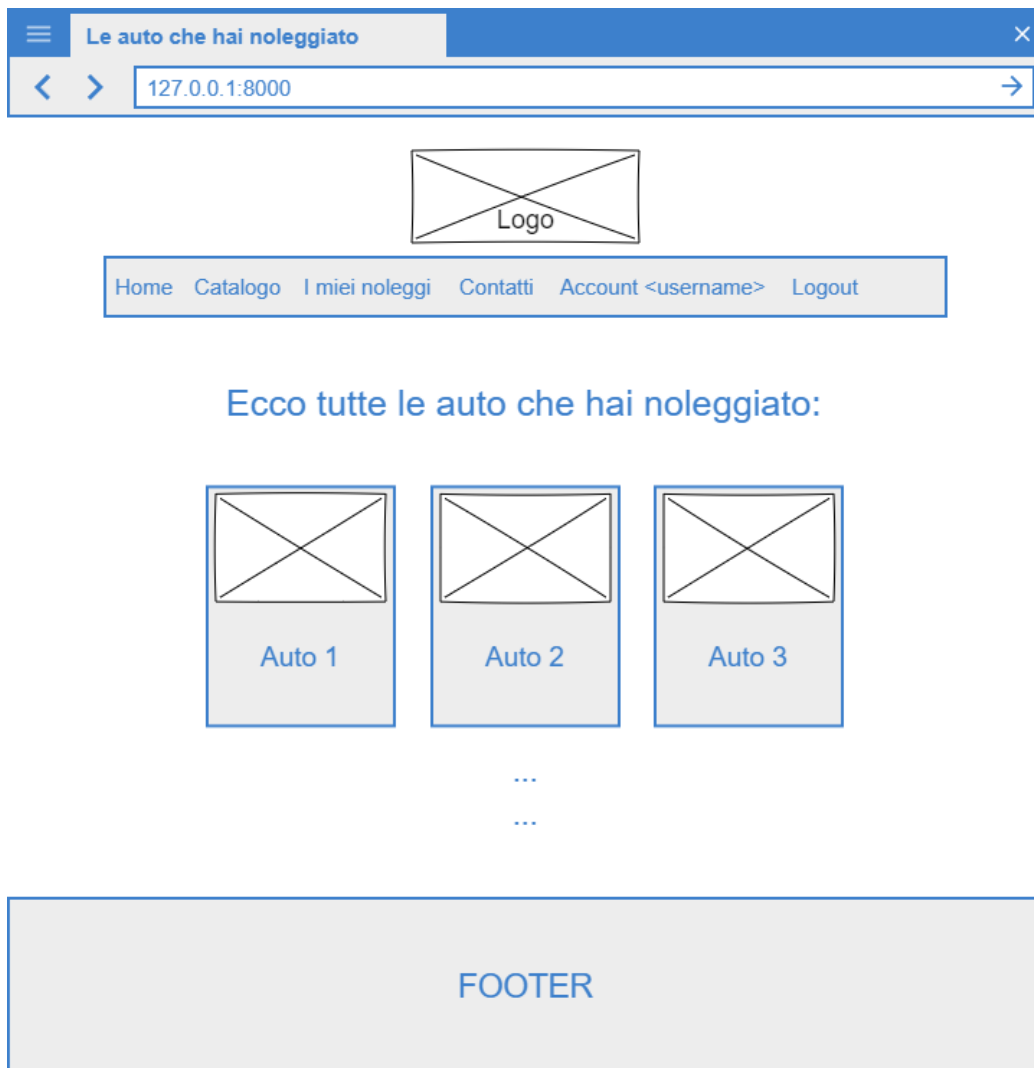 Le auto che hai noleggiato
127.0.0.1:8000
Logo
Home Catalogo I miei noleggi Contatti Account <username> Logout
Ecco tutte le auto che hai noleggiato:
Auto 1 Auto 2 Auto 3
...
...
FOOTER